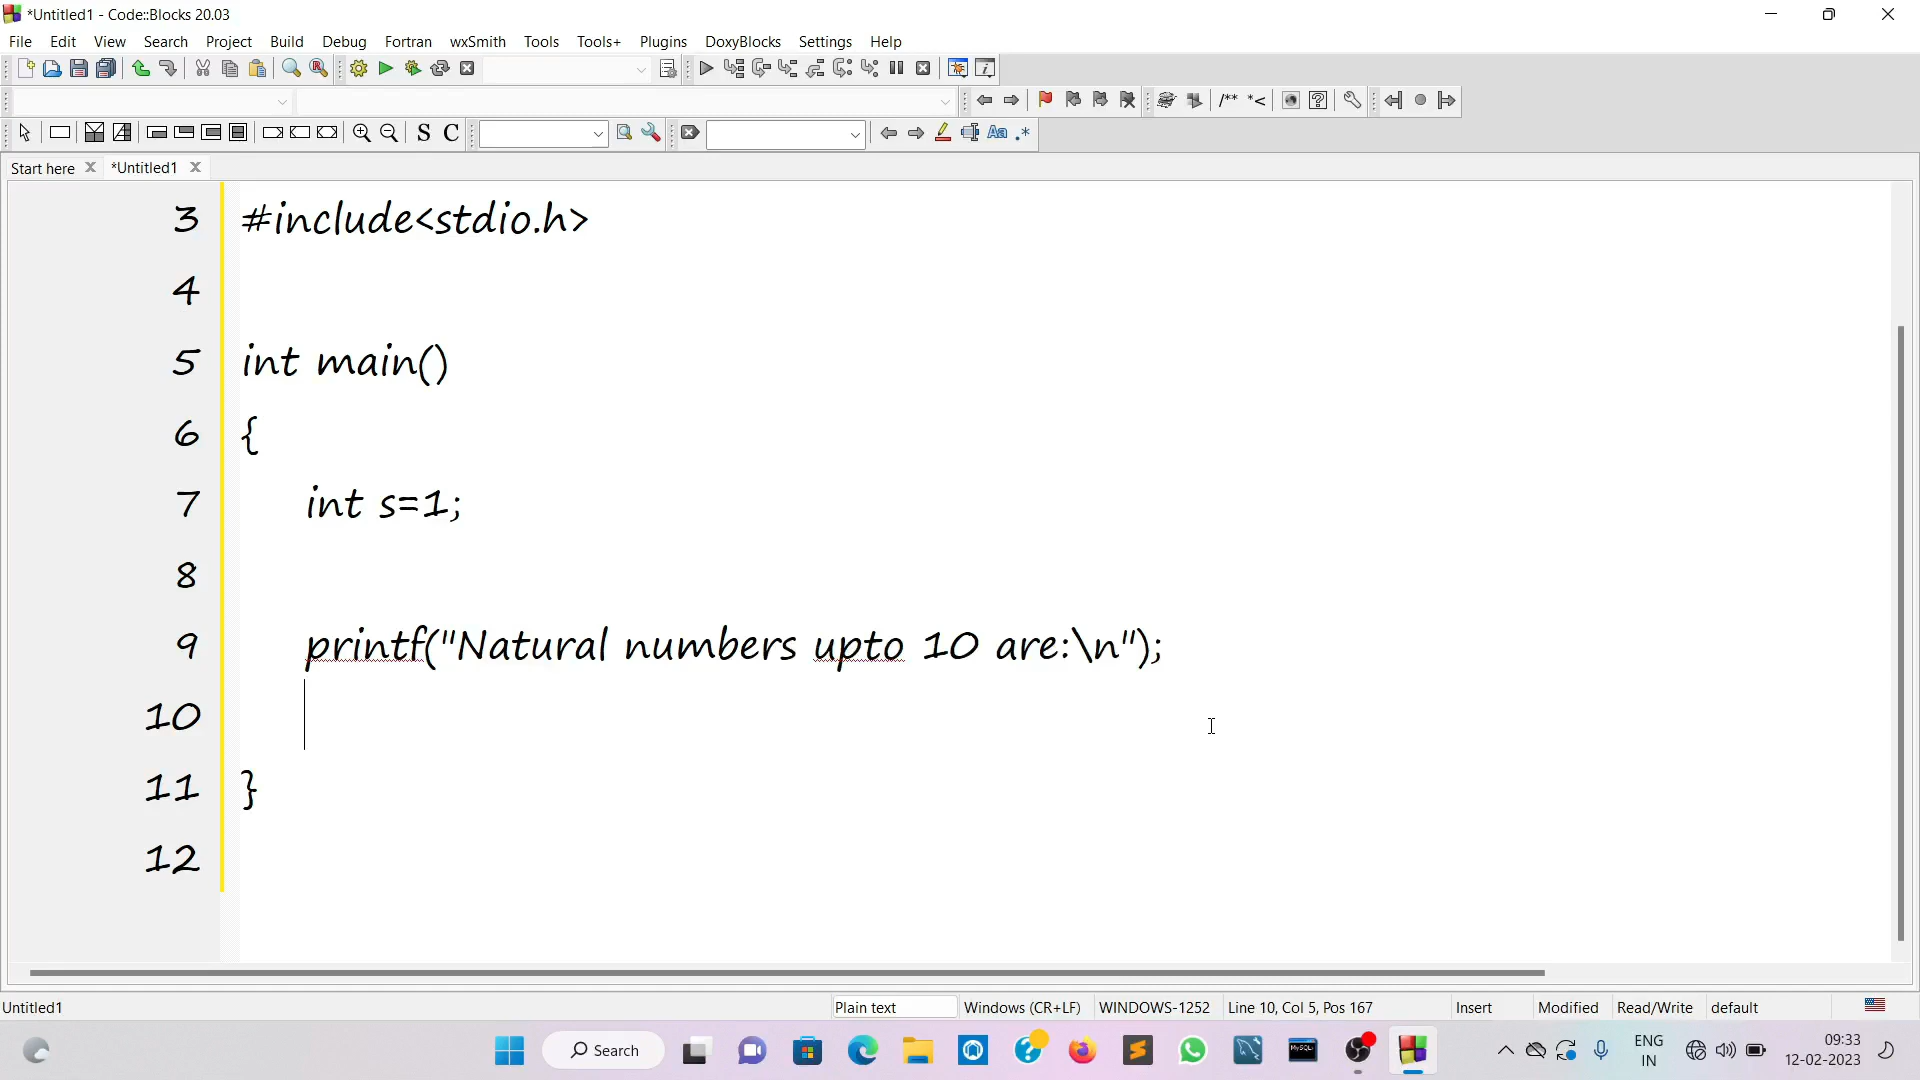 *Untitled1 - Code::Blocks 20.03
File Edit View Search Project Build Debug Fortran wxSmith Tools Tools+ Plugins DoxyBlocks Settings Help
/** *<
S C Aa .*
Start here *Untitled1
3 #include<stdio.h>
4
5 int main()
6 {
7 int s=1;
8
9 printf("Natural numbers upto 10 are:\n");
10
11 }
12
Untitled1 Plain text Windows (CR+LF) WINDOWS-1252 Line 10, Col 5, Pos 167 Insert Modified Read/Write default
Search MySQL ENG 09:33
IN 12-02-2023